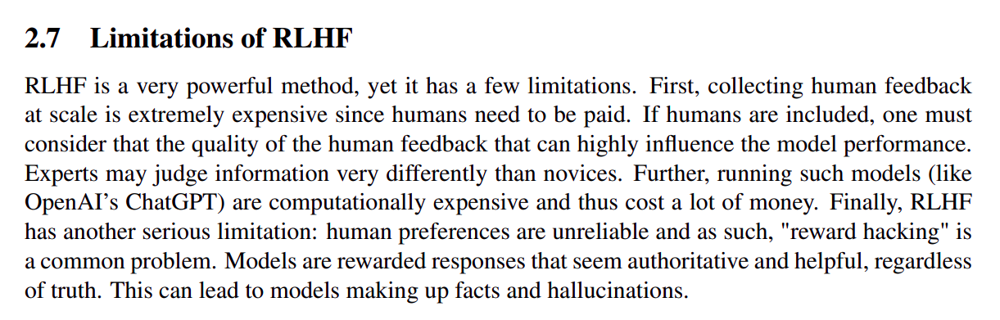 2.7 Limitations of RLHF
RLHF is a very powerful method, yet it has a few limitations. First, collecting human feedback
at scale is extremely expensive since humans need to be paid. If humans are included, one must
consider that the quality of the human feedback that can highly influence the model performance.
Experts may judge information very differently than novices. Further, running such models (like
OpenAI’s ChatGPT) are computationally expensive and thus cost a lot of money. Finally, RLHF
has another serious limitation: human preferences are unreliable and as such, "reward hacking" is
a common problem. Models are rewarded responses that seem authoritative and helpful, regardless
of truth. This can lead to models making up facts and hallucinations.